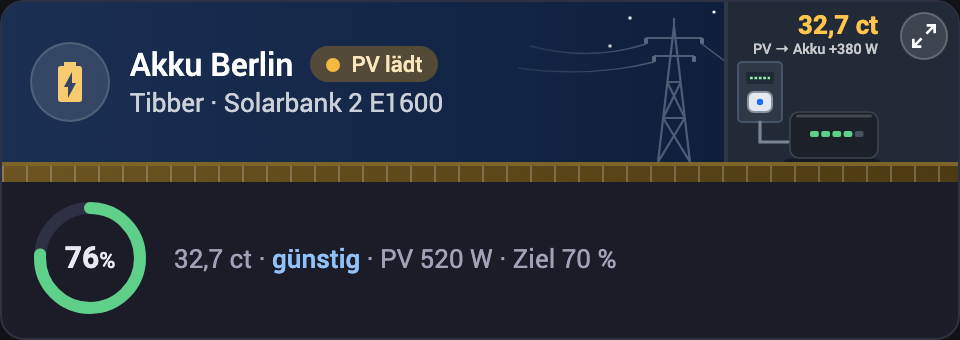 Akku Berlin
PV lädt
Tibber · Solarbank 2 E1600
32,7 ct
PV → Akku +380 W
76%
32,7 ct · günstig · PV 520 W · Ziel 70 %